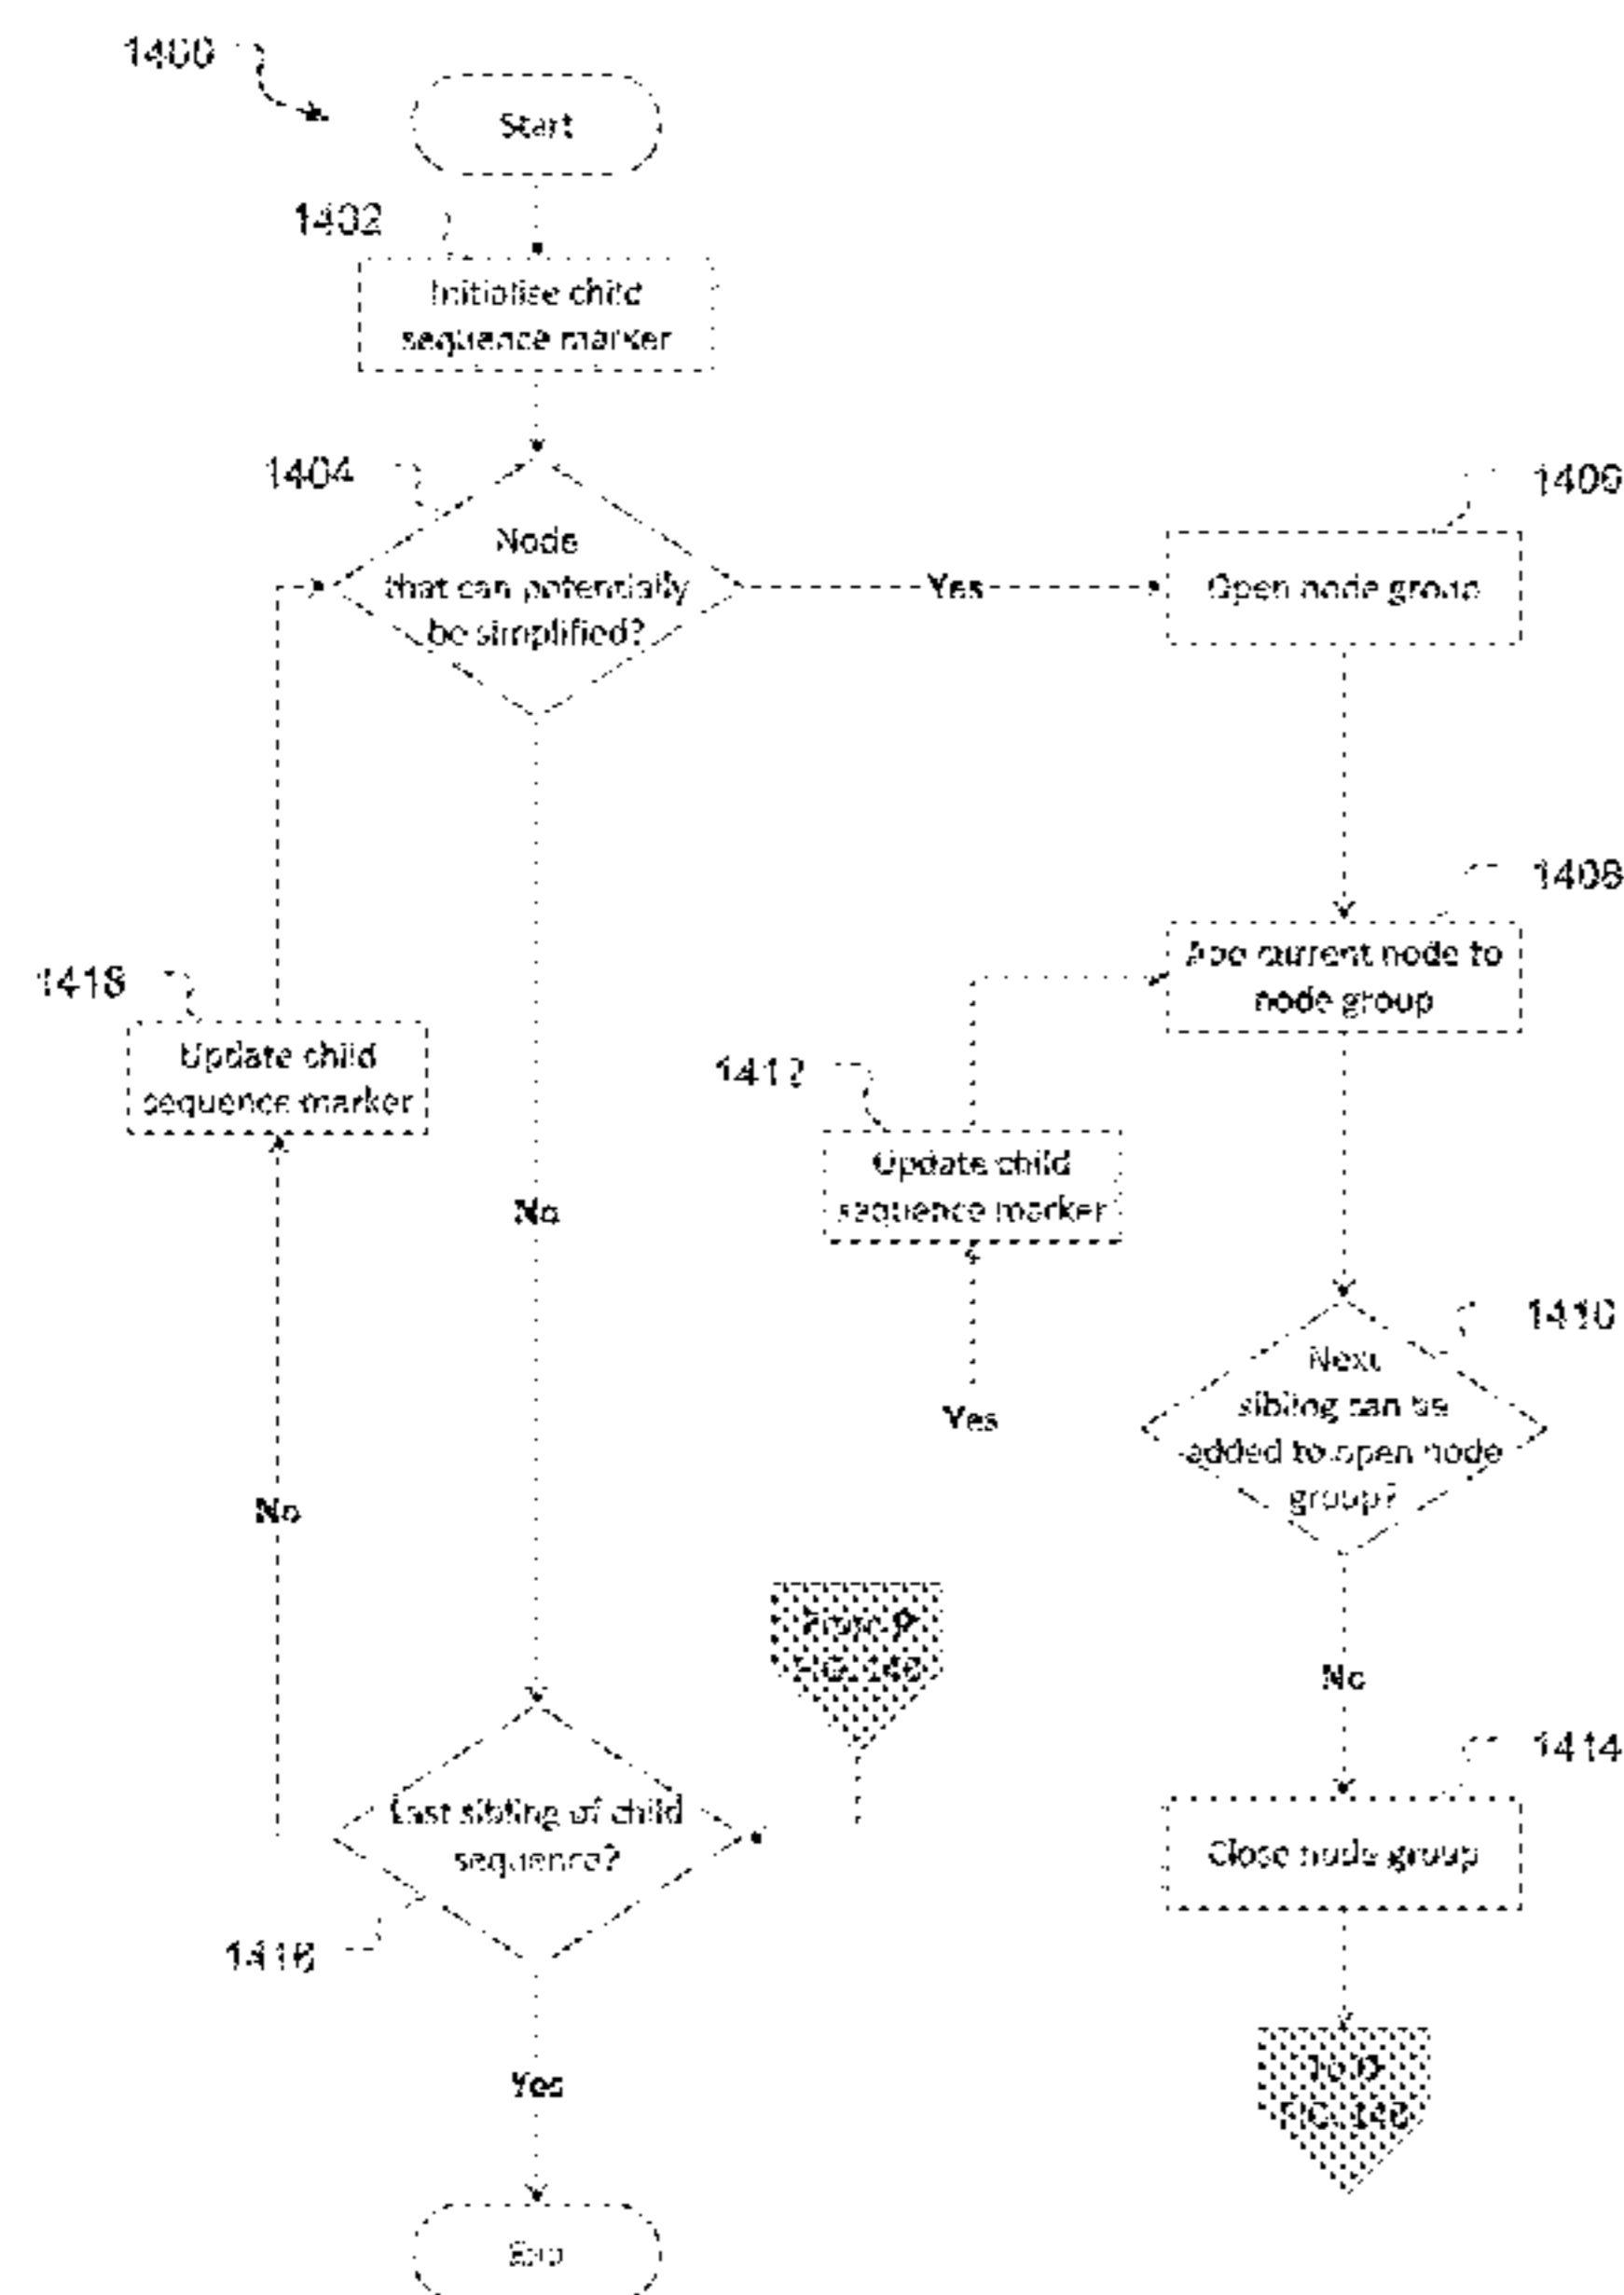 1400
Start
1402
Initialise child
sequence marker
1404
Node
that can potentially
be simplified?
Yes
1406
Open node group
1408
Add current node to
node group
1418
Update child
sequence marker
1412
Update child
sequence marker
No
Yes
1410
Next
sibling can be
added to open node
group?
No
No
1414
Close node group
From
Last sibling of child
sequence?
1416
Yes
To
End